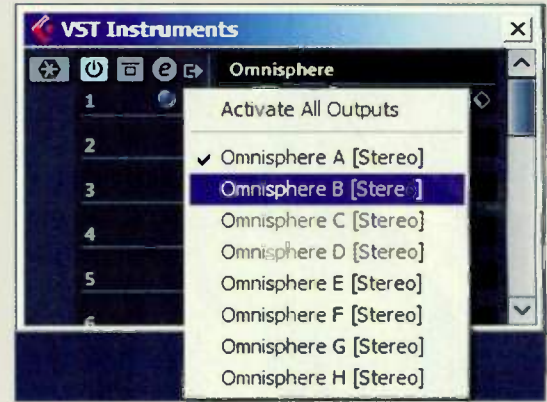 VST Instruments
e Omnisphere
1
Activate All Outputs
2
Omnisphere A [Stereo]
3
Omnisphere B [Stereo]
Omnisphere C [Stereo]
4
Omnisphere D [Stereo]
5
Omnisphere E [Stereo]
6
Omnisphere F [Stereo]
Omnisphere G [Stereo]
Omnisphere H [Stereo]